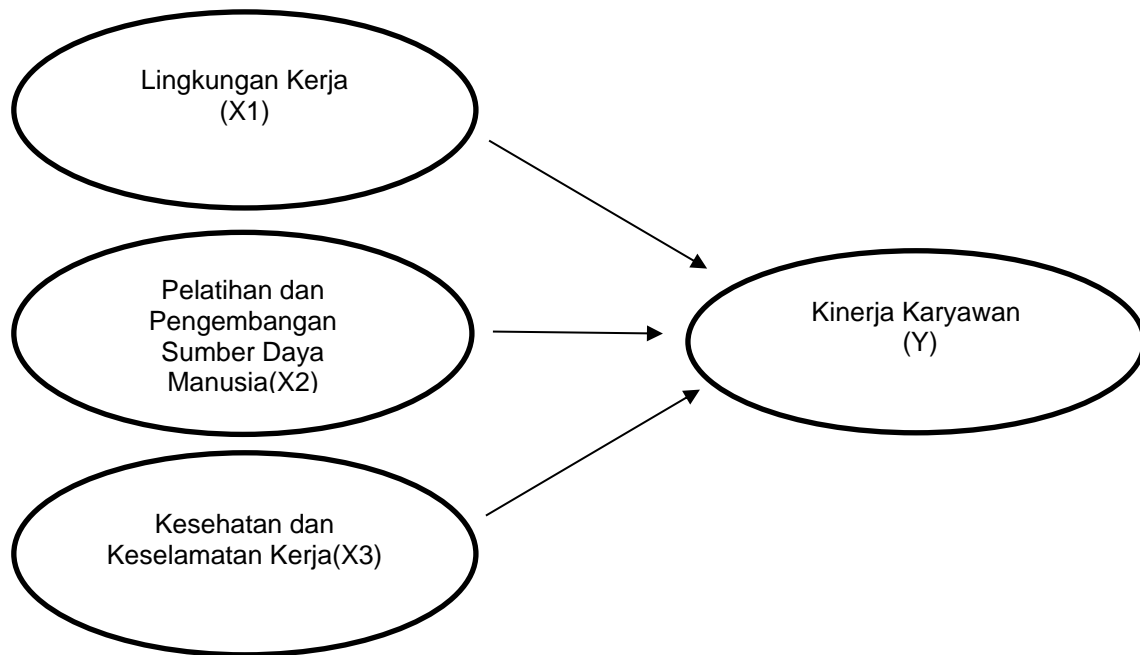 Lingkungan Kerja
(X1)
Pelatihan dan
Pengembangan
Sumber Daya
Manusia(X2)
Kinerja Karyawan
(Y)
Kesehatan dan
Keselamatan Kerja(X3)